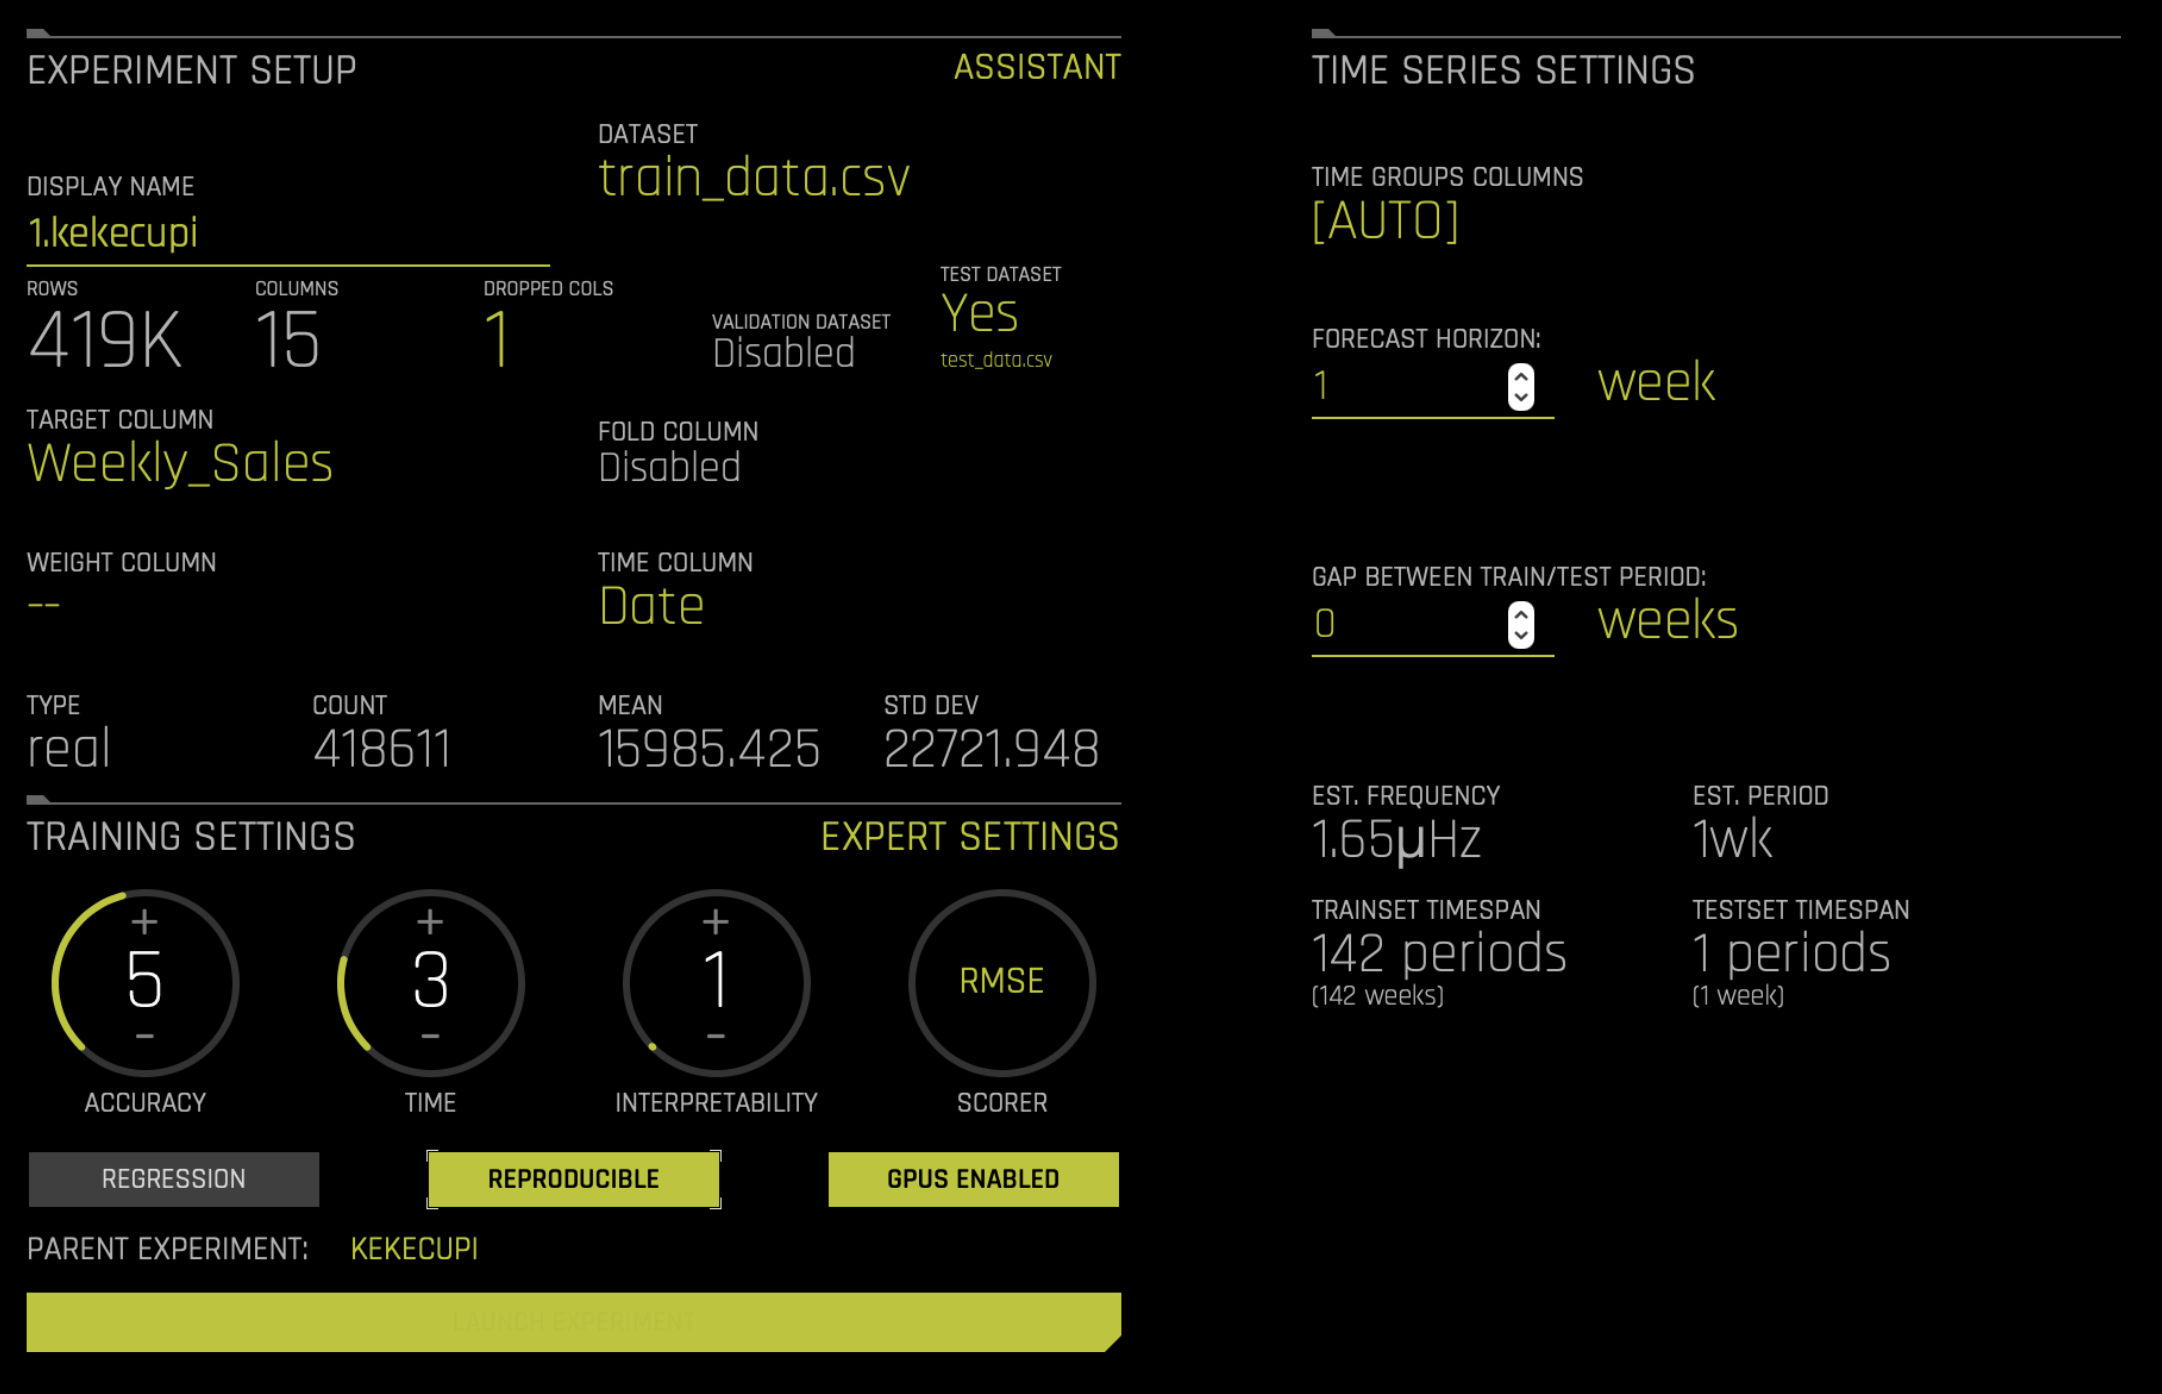 EXPERIMENT SETUP
ASSISTANT
DISPLAY NAME
1.kekecupi
DATASET
train_data.csv
ROWS
419K
COLUMNS
15
DROPPED COLS
1
VALIDATION DATASET
Disabled
TEST DATASET
Yes
test_data.csv
TARGET COLUMN
Weekly_Sales
FOLD COLUMN
Disabled
WEIGHT COLUMN
--
TIME COLUMN
Date
TYPE
real
COUNT
418611
MEAN
15985.425
STD DEV
22721.948
TRAINING SETTINGS
EXPERT SETTINGS
+
5
-
ACCURACY
+
3
-
TIME
+
1
-
INTERPRETABILITY
RMSE
SCORER
REGRESSION
REPRODUCIBLE
GPUS ENABLED
PARENT EXPERIMENT: KEKECUPI
LAUNCH EXPERIMENT
TIME SERIES SETTINGS
TIME GROUPS COLUMNS
[AUTO]
FORECAST HORIZON:
1 week
GAP BETWEEN TRAIN/TEST PERIOD:
0 weeks
EST. FREQUENCY
1.65µHz
EST. PERIOD
1wk
TRAINSET TIMESPAN
142 periods
(142 weeks)
TESTSET TIMESPAN
1 periods
(1 week)